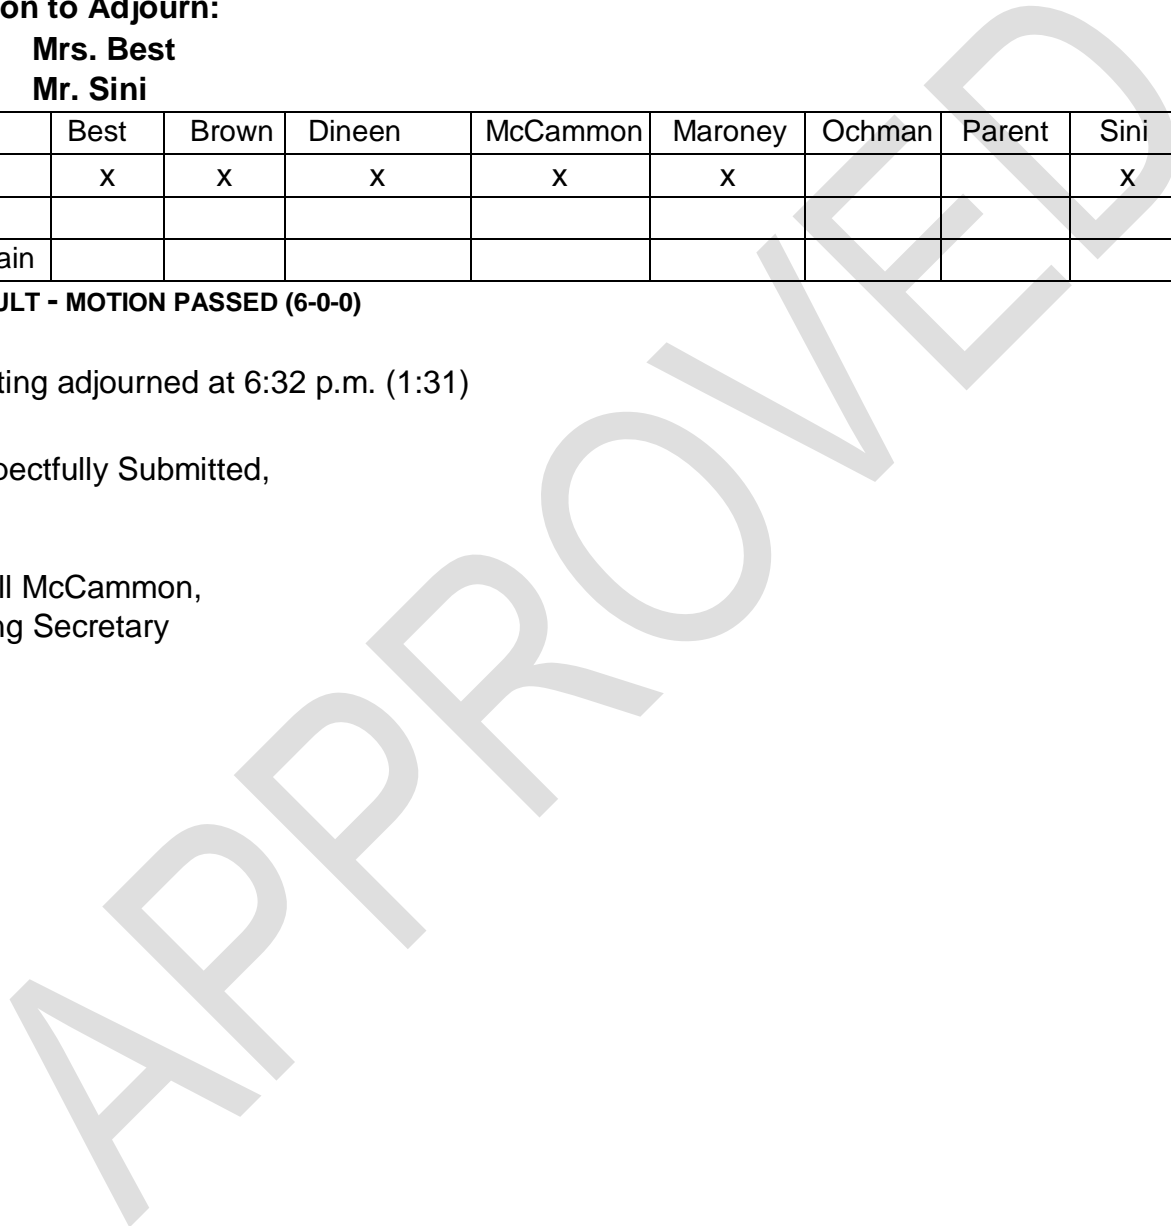 on to Adjourn:
Mrs. Best
Mr. Sini
Best Brown Dineen McCammon Maroney Ochman Parent Sini
x x x x x x
ain
ULT - MOTION PASSED (6-0-0)
ting adjourned at 6:32 p.m. (1:31)
pectfully Submitted,
ll McCammon,
ng Secretary
APPROVED